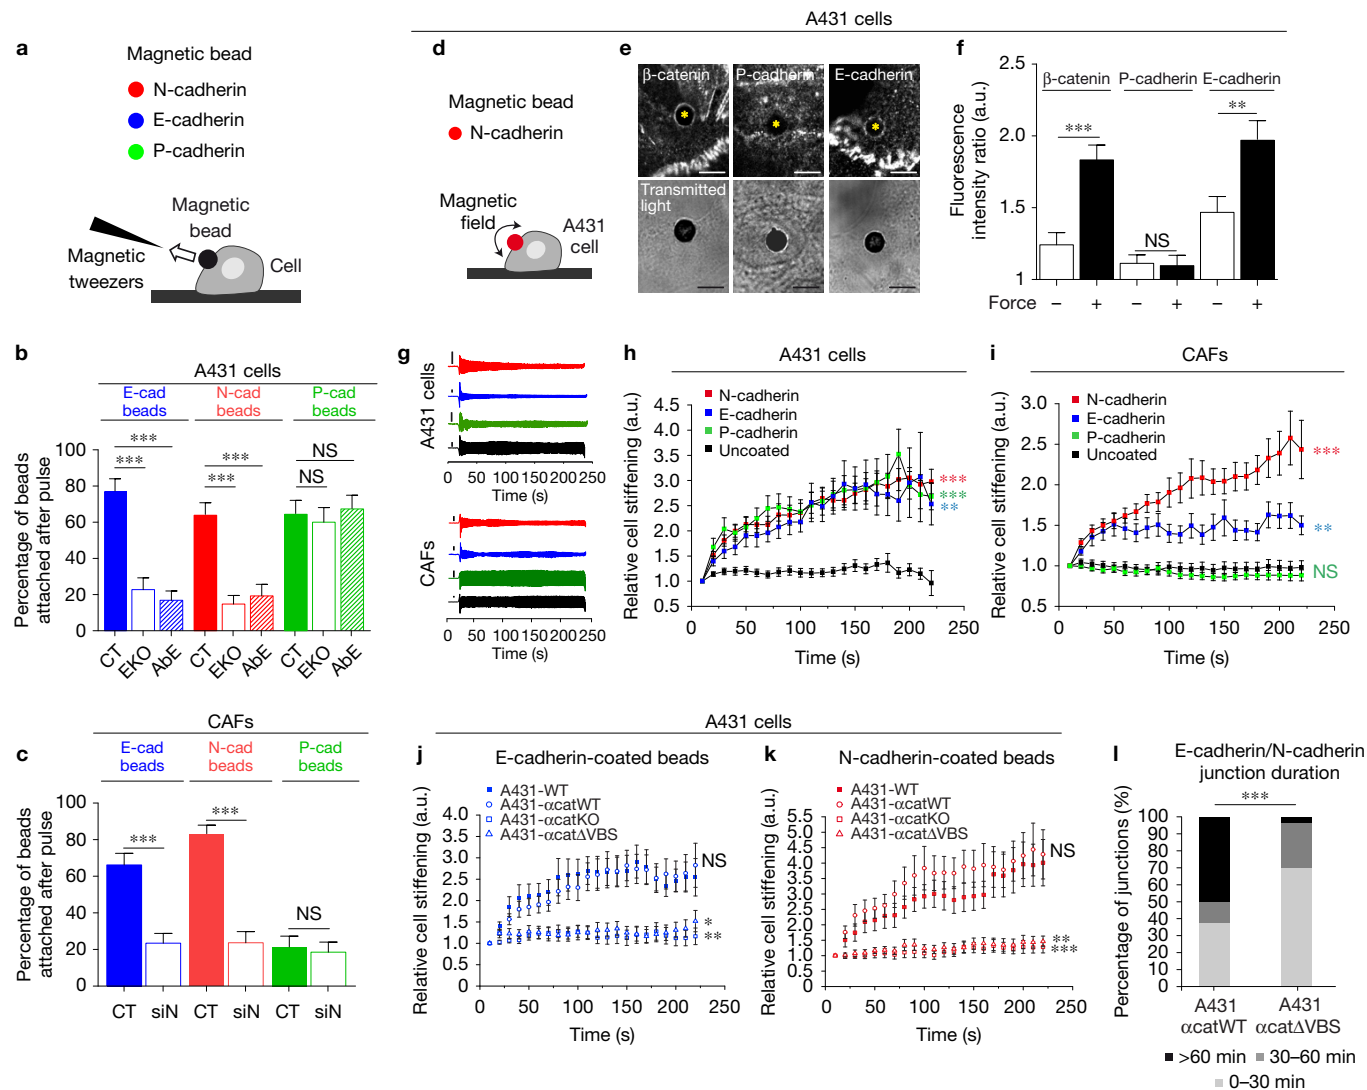 A431 cells
a
Magnetic bead
N-cadherin
E-cadherin
P-cadherin
Magnetic
bead
Magnetic
tweezers
Cell
d
Magnetic bead
N-cadherin
Magnetic
field
A431
cell
e
β-catenin
P-cadherin
E-cadherin
*
*
*
Transmitted
light
f
Fluorescence
intensity ratio (a.u.)
2.5
2.0
1.5
1
β-catenin
P-cadherin
E-cadherin
***
NS
**
Force
– + – + – +
b
A431 cells
E-cad
beads
N-cad
beads
P-cad
beads
Percentage of beads
attached after pulse
100
80
60
40
20
0
***
***
***
***
NS
NS
CT EKO AbE CT EKO AbE CT EKO AbE
c
CAFs
E-cad
beads
N-cad
beads
P-cad
beads
Percentage of beads
attached after pulse
100
80
60
40
20
0
***
***
NS
CT siN CT siN CT siN
g
A431 cells
0 50 100 150 200 250
Time (s)
CAFs
0 50 100 150 200 250
Time (s)
h
A431 cells
N-cadherin
E-cadherin
P-cadherin
Uncoated
Relative cell stiffening (a.u.)
4.5
4.0
3.5
3.0
2.5
2.0
1.5
1.0
0.5
***
***
**
0 50 100 150 200 250
Time (s)
i
CAFs
N-cadherin
E-cadherin
P-cadherin
Uncoated
Relative cell stiffening (a.u.)
3.0
2.5
2.0
1.5
1.0
0.5
***
**
NS
0 50 100 150 200 250
Time (s)
A431 cells
j
E-cadherin-coated beads
A431-WT
A431-αcatWT
A431-αcatKO
A431-αcatΔVBS
Relative cell stiffening (a.u.)
4.0
3.5
3.0
2.5
2.0
1.5
1.0
0.5
0
NS
*
**
0 50 100 150 200 250
Time (s)
k
N-cadherin-coated beads
A431-WT
A431-αcatWT
A431-αcatKO
A431-αcatΔVBS
Relative cell stiffening (a.u.)
5.5
5.0
4.5
4.0
3.5
3.0
2.5
2.0
1.5
1.0
0.5
0
NS
**
***
0 50 100 150 200 250
Time (s)
l
E-cadherin/N-cadherin
junction duration
***
Percentage of junctions (%)
100
90
80
70
60
50
40
30
20
10
0
A431
αcatWT
A431
αcatΔVBS
>60 min
30–60 min
0–30 min